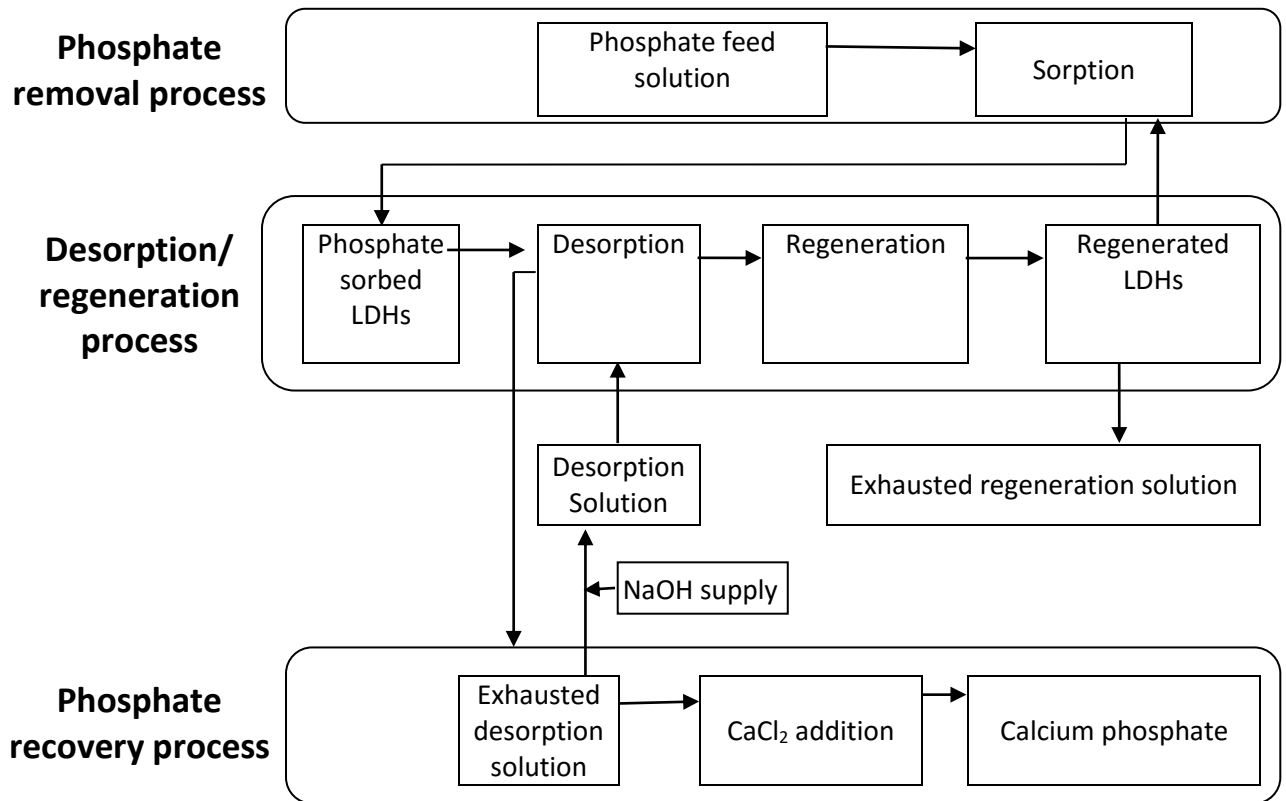 Phosphate
removal process
Phosphate feed
solution
Sorption
Desorption/
regeneration
process
Phosphate
sorbed
LDHs
Desorption
Regeneration
Regenerated
LDHs
Desorption
Solution
Exhausted regeneration solution
NaOH supply
Phosphate
recovery process
Exhausted
desorption
solution
CaCl₂ addition
Calcium phosphate